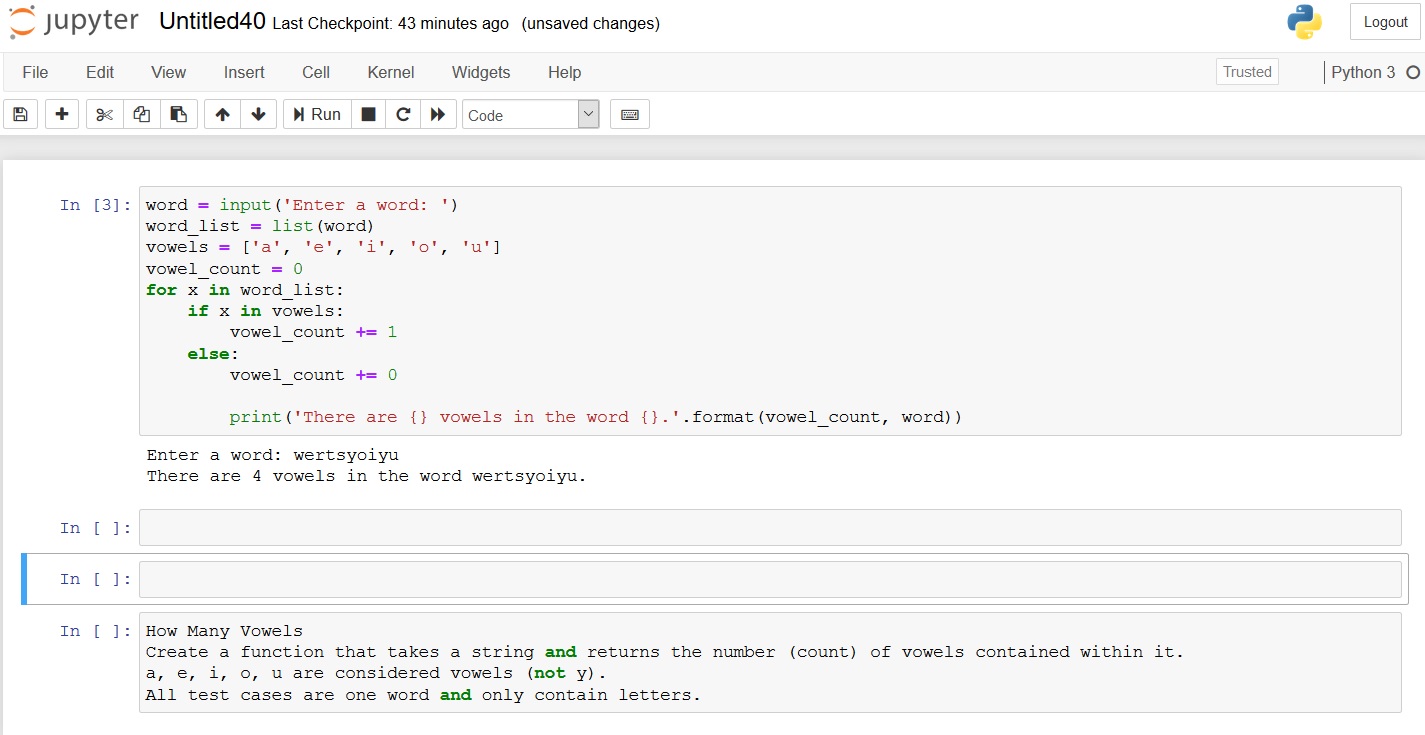 jupyter Untitled40 Last Checkpoint: 43 minutes ago (unsaved changes) Logout
File Edit View Insert Cell Kernel Widgets Help Trusted Python 3
Run Code
In [3]: word = input('Enter a word: ')
word_list = list(word)
vowels = ['a', 'e', 'i', 'o', 'u']
vowel_count = 0
for x in word_list:
    if x in vowels:
        vowel_count += 1
    else:
        vowel_count += 0
        print('There are {} vowels in the word {}.'.format(vowel_count, word))
Enter a word: wertsyoiyu
There are 4 vowels in the word wertsyoiyu.
In [ ]:
In [ ]:
In [ ]: How Many Vowels
Create a function that takes a string and returns the number (count) of vowels contained within it.
a, e, i, o, u are considered vowels (not y).
All test cases are one word and only contain letters.